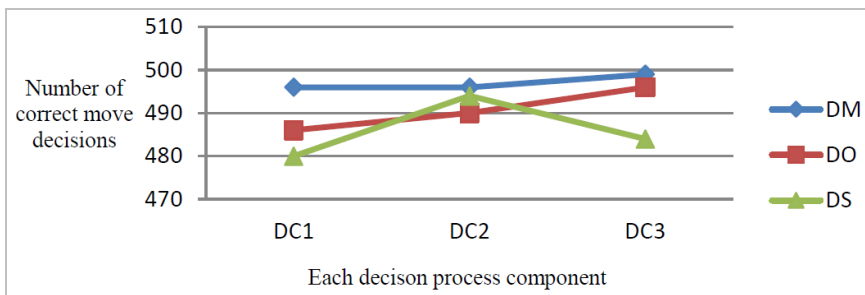 510
500
490
480
470
Number of
correct move
decisions
DC1
DC2
DC3
Each decison process component
DM
DO
DS